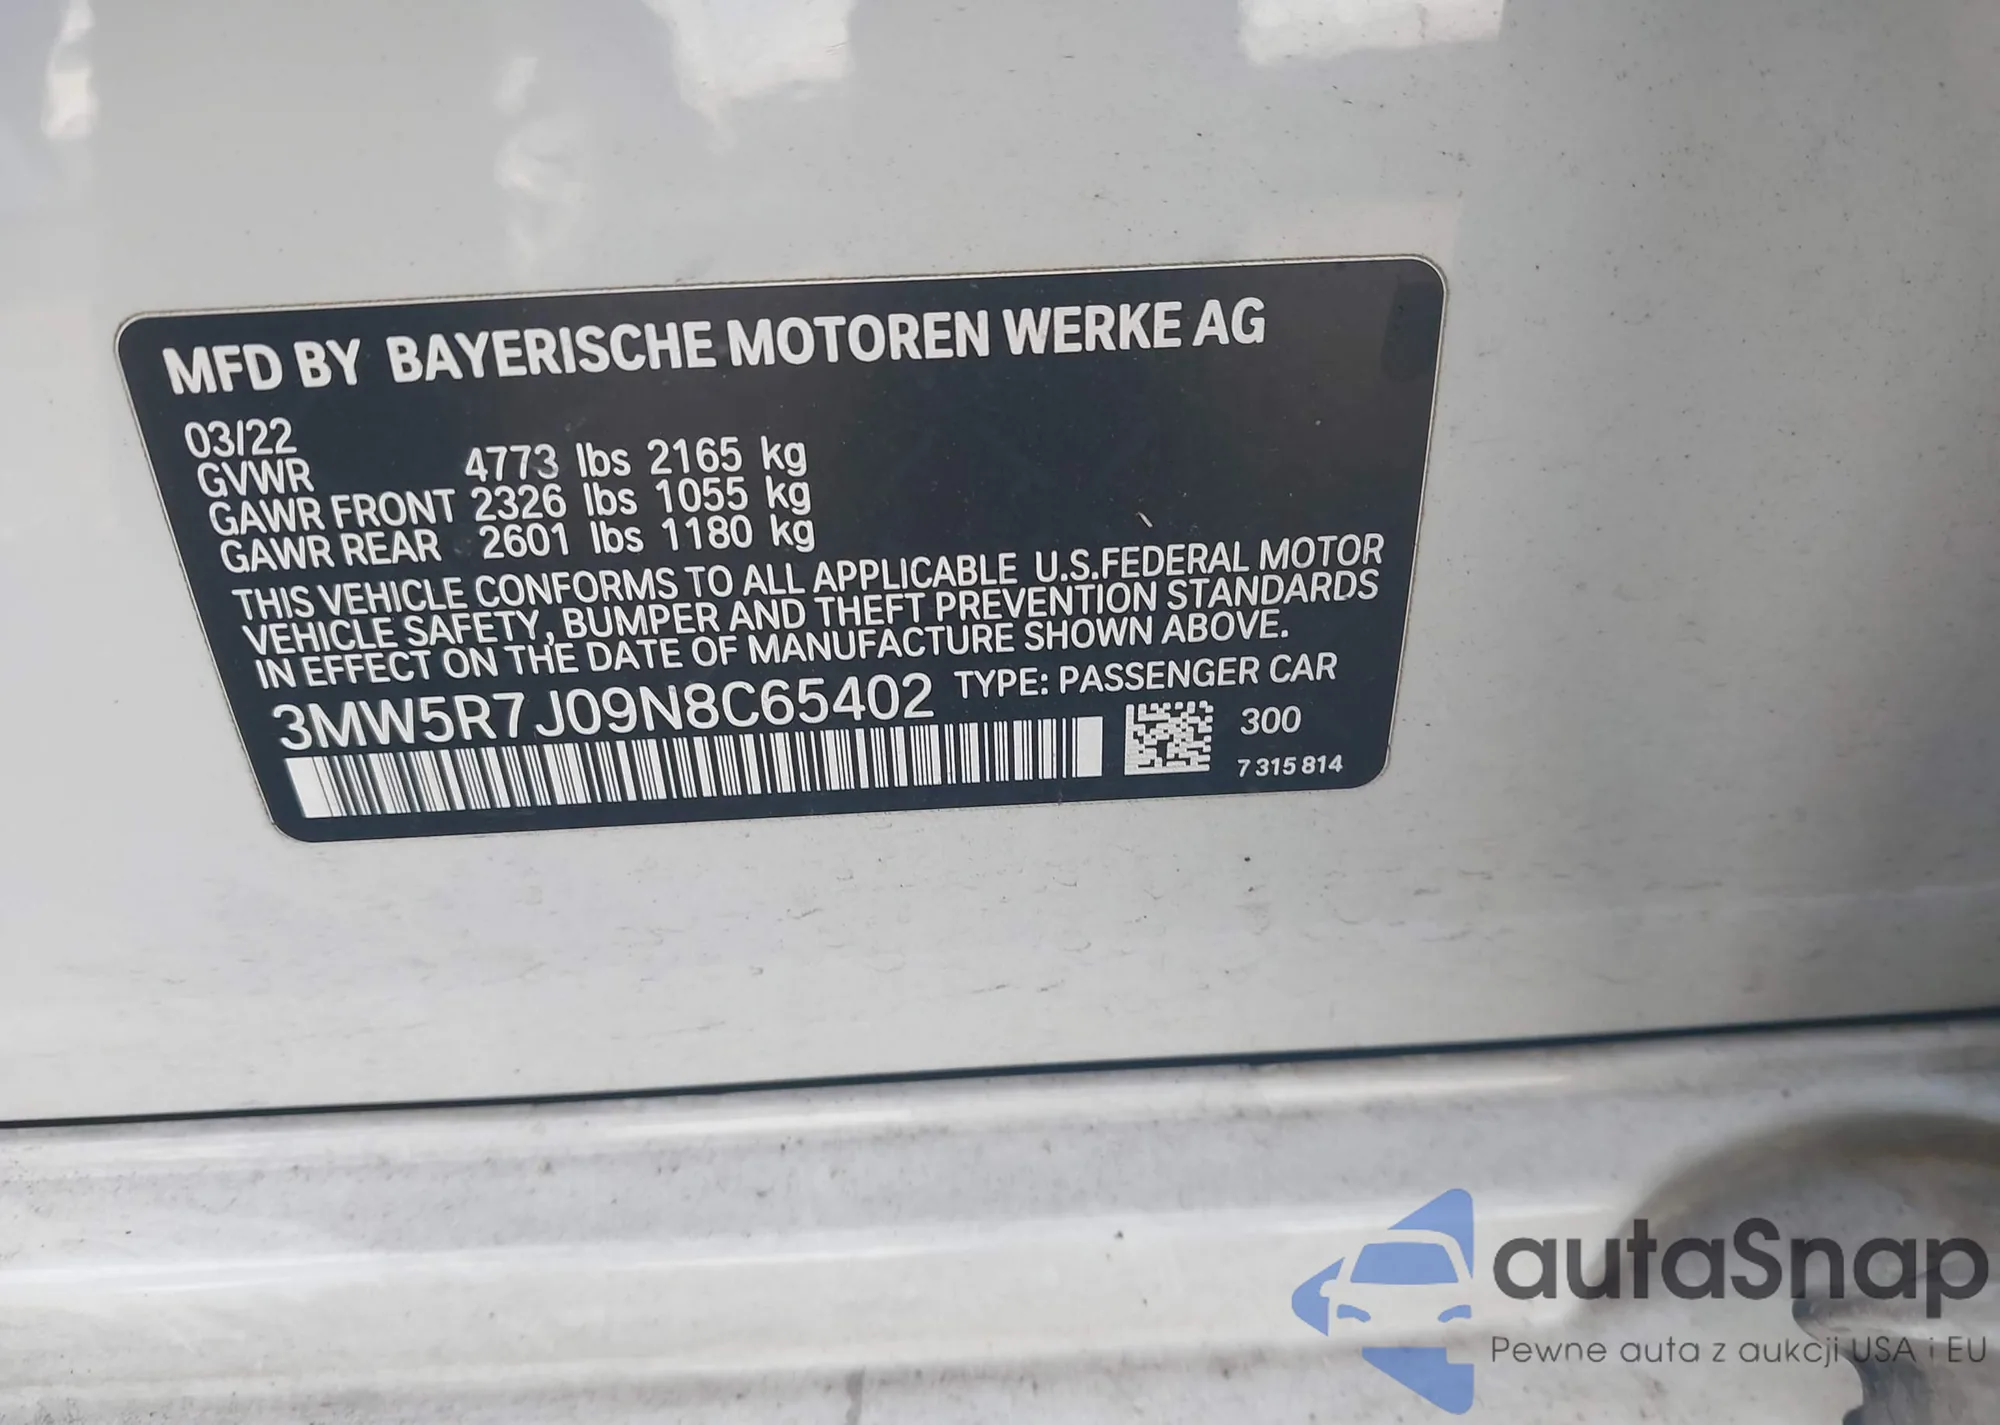 MFD BY BAYERISCHE MOTOREN WERKE AG
03/22
GVWR 4773 lbs 2165 kg
GAWR FRONT 2326 lbs 1055 kg
GAWR REAR 2601 lbs 1180 kg
THIS VEHICLE CONFORMS TO ALL APPLICABLE U.S.FEDERAL MOTOR
VEHICLE SAFETY, BUMPER AND THEFT PREVENTION STANDARDS
IN EFFECT ON THE DATE OF MANUFACTURE SHOWN ABOVE.
3MW5R7J09N8C65402 TYPE: PASSENGER CAR
300
7 315 814
autaSnap
Pewne auta z aukcji USA i EU